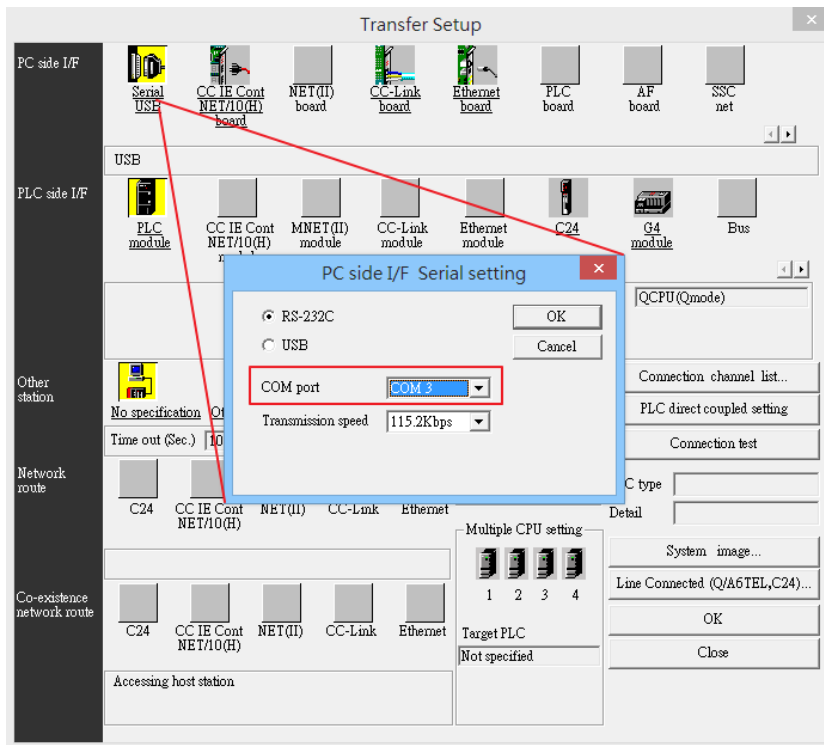 Transfer Setup
PC side I/F
Serial
USB
CC IE Cont
NET/10(H)
board
NET(II)
board
CC-Link
board
Ethernet
board
PLC
board
AF
board
SSC
net
USB
PLC side I/F
PLC
module
CC IE Cont
NET/10(H)
MNET(II)
module
CC-Link
module
Ethernet
module
C24
G4
module
Bus
QCPU(Qmode)
PC side I/F Serial setting
RS-232C
USB
OK
Cancel
COM port
COM 3
Transmission speed
115.2Kbps
Other
station
No specification
Time out (Sec.)
10
Connection channel list...
PLC direct coupled setting
Connection test
C type
Detail
Network
route
C24
CC IE Cont
NET/10(H)
NET(II)
CC-Link
Ethernet
Multiple CPU setting
1 2 3 4
Target PLC
Not specified
System image...
Line Connected (Q/A6TEL,C24)...
OK
Close
Co-existence
network route
C24
CC IE Cont
NET/10(H)
NET(II)
CC-Link
Ethernet
Accessing host station